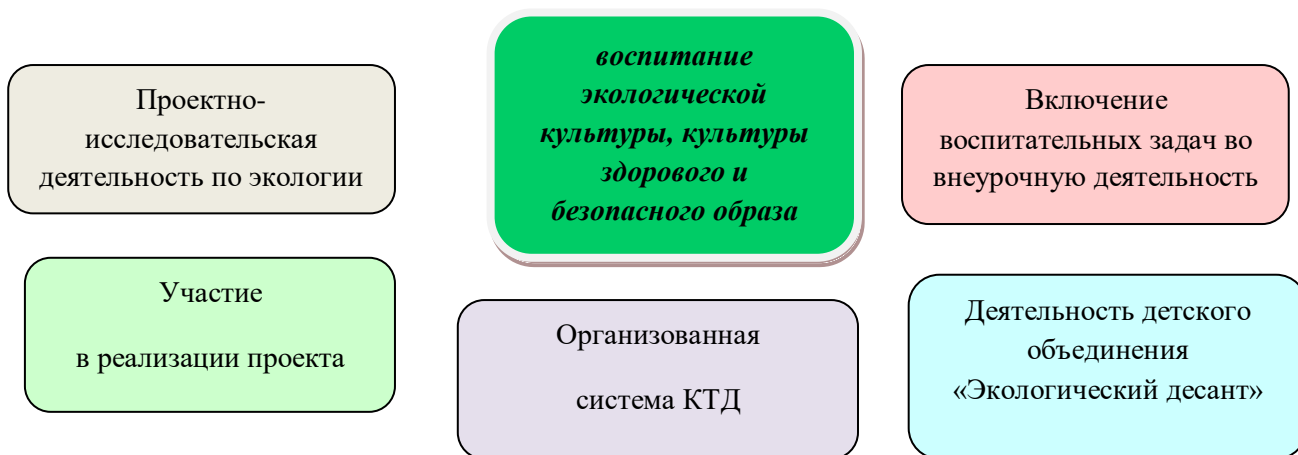 Проектно-
исследовательская
деятельность по экологии
воспитание
экологической
культуры, культуры
здорового и
безопасного образа
Включение
воспитательных задач во
внеурочную деятельность
Участие
в реализации проекта
Организованная
система КТД
Деятельность детского
объединения
«Экологический десант»